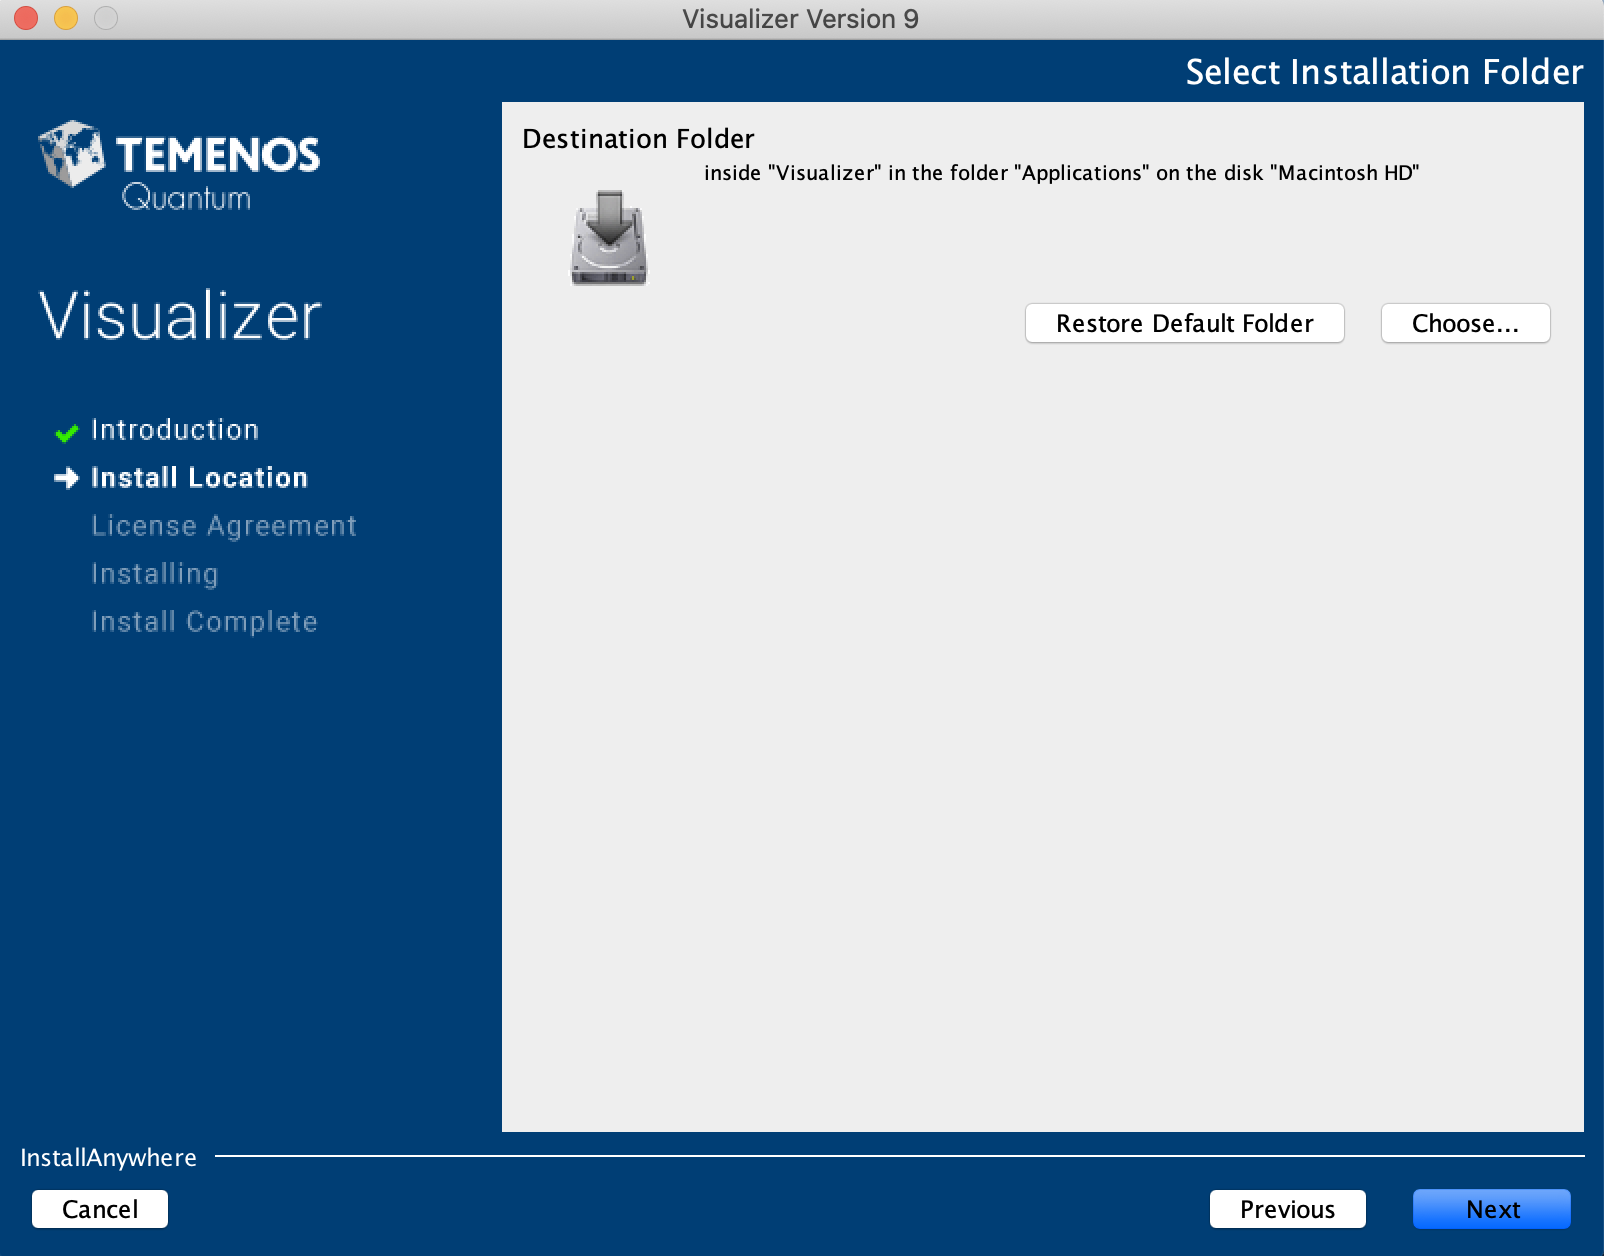 Visualizer Version 9
Select Installation Folder
TEMENOS
Quantum
Visualizer
Introduction
Install Location
License Agreement
Installing
Install Complete
Destination Folder
inside "Visualizer" in the folder "Applications" on the disk "Macintosh HD"
Restore Default Folder
Choose...
InstallAnywhere
Cancel
Previous
Next